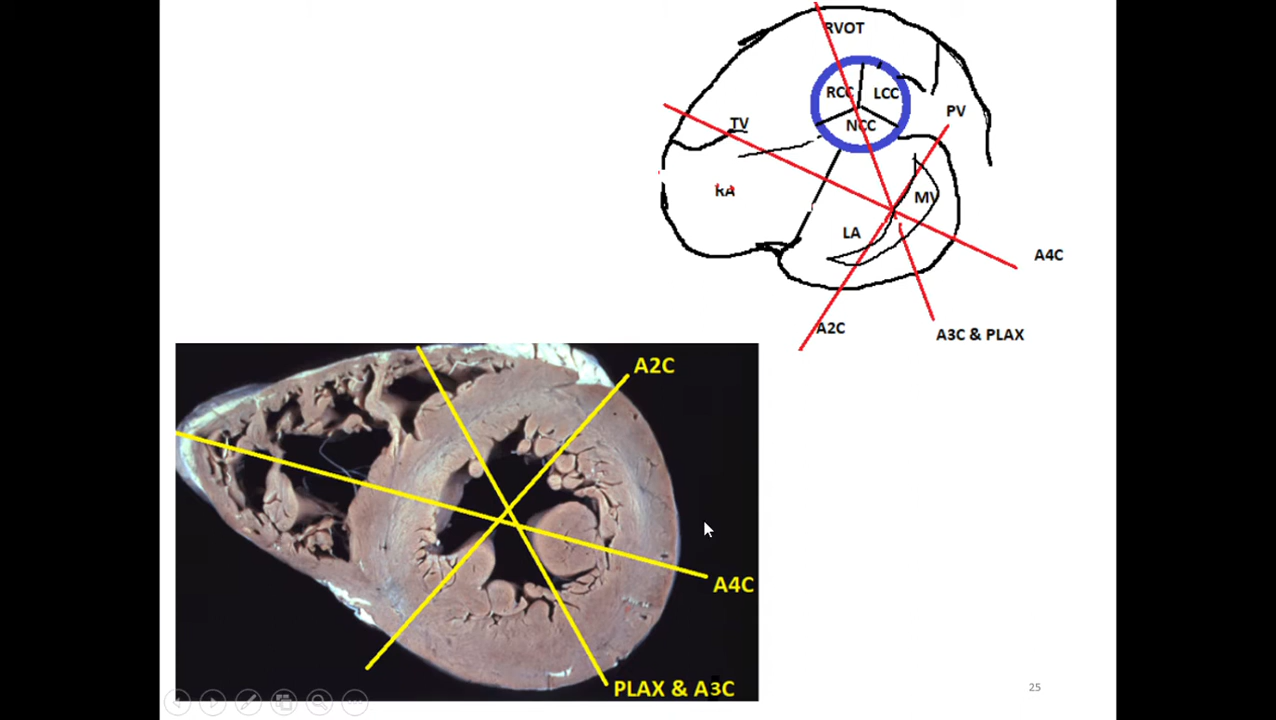 RVOT
RCC
LCC
NCC
PV
TV
RA
MV
LA
A4C
A2C
A3C & PLAX
A2C
A4C
PLAX & A3C
25